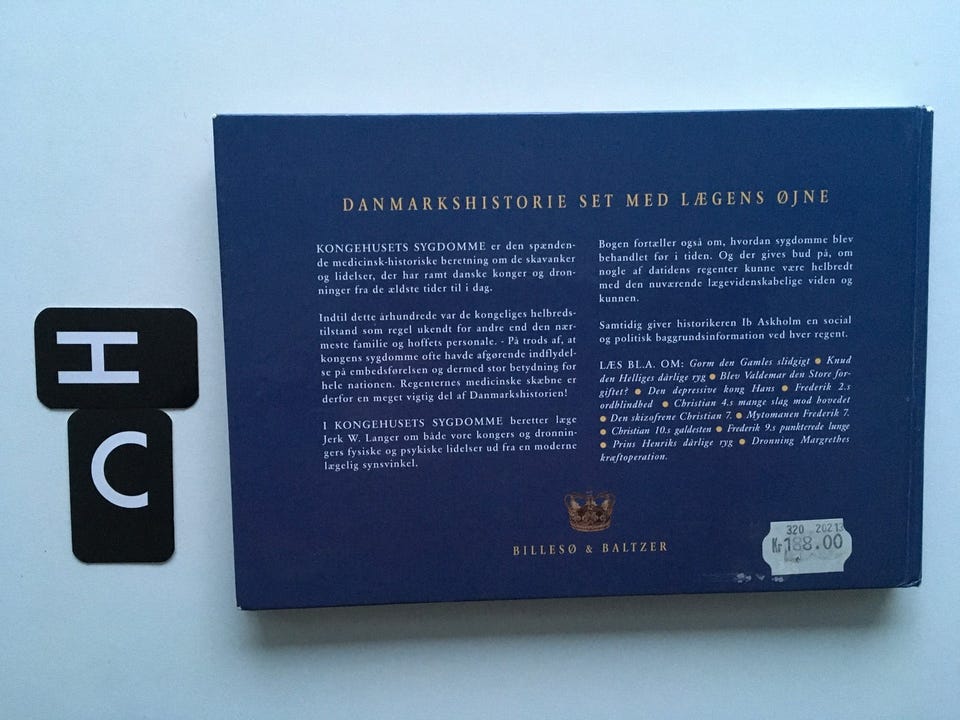 H
C
DANMARKSHISTORIE SET MED LÆGENS ØJNE
KONGEHUSETS SYGDOMME er den spænden-
de medicinsk-historiske beretning om de skavanker
og lidelser, der har ramt danske konger og dron-
ninger fra de ældste tider til i dag.
Indtil dette århundrede var de kongeliges helbreds-
tilstand som regel ukendt for andre end den nær-
meste familie og hoffets personale. - På trods af, at
kongens sygdomme ofte havde afgørende indflydel-
se på embedsførelsen og dermed stor betydning for
hele nationen. Regenternes medicinske skæbne er
derfor en meget vigtig del af Danmarkshistorien!
I KONGEHUSETS SYGDOMME beretter læge
Jerk W. Langer om både vore kongers og dronnin-
gers fysiske og psykiske lidelser ud fra en moderne
lægelig synsvinkel.
Bogen fortæller også om, hvordan sygdomme blev
behandlet før i tiden. Og der gives bud på, om
nogle af datidens regenter kunne være helbredt
med den nuværende lægevidenskabelige viden og
kunnen.
Samtidig giver historikeren Ib Askholm en social
og politisk baggrundsinformation ved hver regent.
LÆS BL.A. OM: Gorm den Gamles slidgigt ● Knud
den Helliges dårlige ryg ● Blev Valdemar den Store for-
giftet? ● Den depressive kong Hans ● Frederik 2.s
ordblindhed ● Christian 4.s mange slag mod hovedet
● Den skizofrene Christian 7. ● Mytomanen Frederik 7.
● Christian 10.s galdesten ● Frederik 9.s punkterede lunge
● Prins Henriks dårlige ryg ● Dronning Margrethes
kræftoperation.
BILLESØ & BALTZER
320 20213
Kr188.00